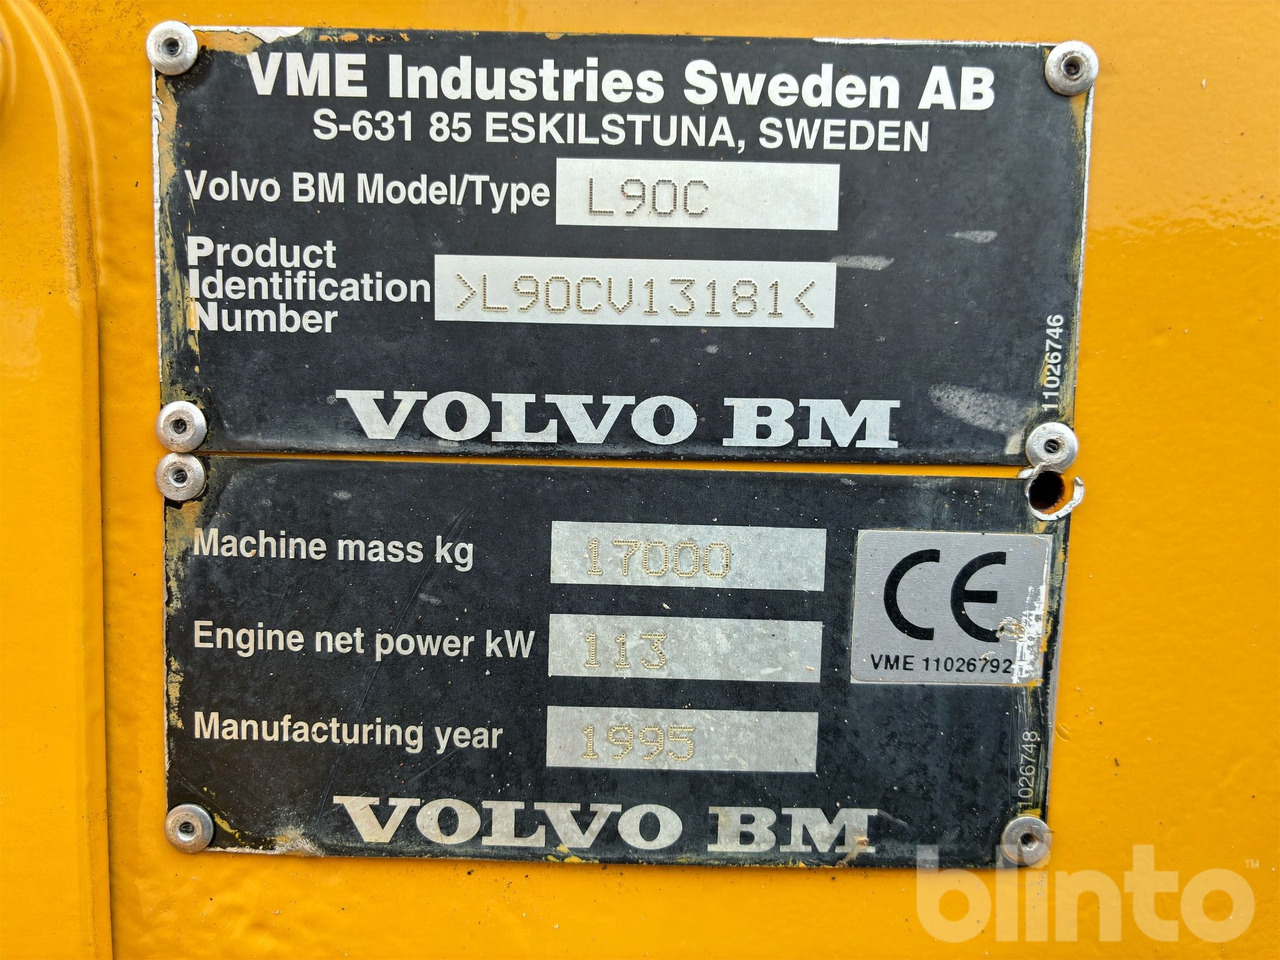 VME Industries Sweden AB
S-631 85 ESKILSTUNA, SWEDEN
Volvo BM Model/Type L90C
Product Identification Number >L90CV13181<
11026746
VOLVO BM
Machine mass kg 17000
CE
VME 11026792
Engine net power kW 113
Manufacturing year 1995
11026748
VOLVO BM
blinto™